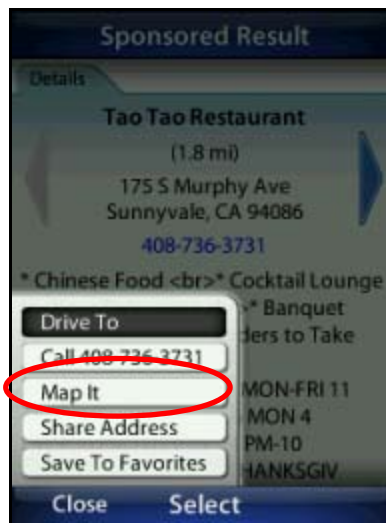 Sponsored Result
Details
Tao Tao Restaurant
(1.8 mi)
175 S Murphy Ave
Sunnyvale, CA 94086
408-736-3731
* Chinese Food <br>* Cocktail Lounge
>* Banquet
ders to Take
MON-FRI 11
MON 4
PM-10
HANKSGIV
Drive To
Call 408-736-3731
Map It
Share Address
Save To Favorites
Close Select